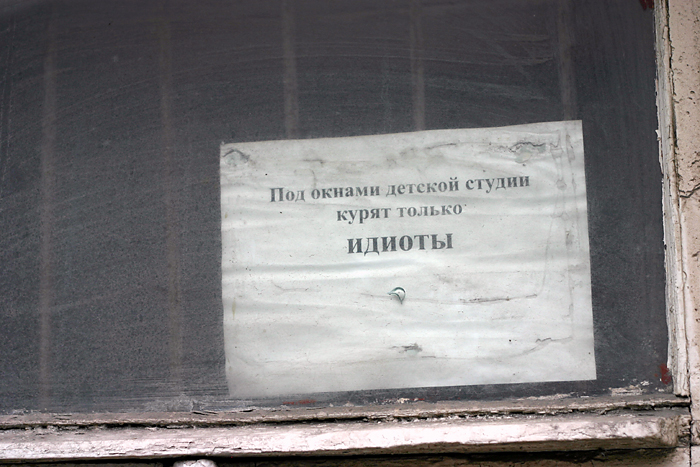 Под окнами детской студии
курят только
идиоты